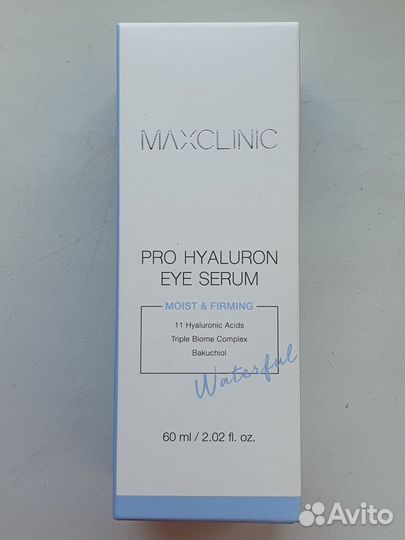 MAXCLINIC
PRO HYALURON
EYE SERUM
MOIST & FIRMING
11 Hyaluronic Acids
Triple Biome Complex
Bakuchiol
Waterful
60 ml / 2.02 fl. oz.
Avito